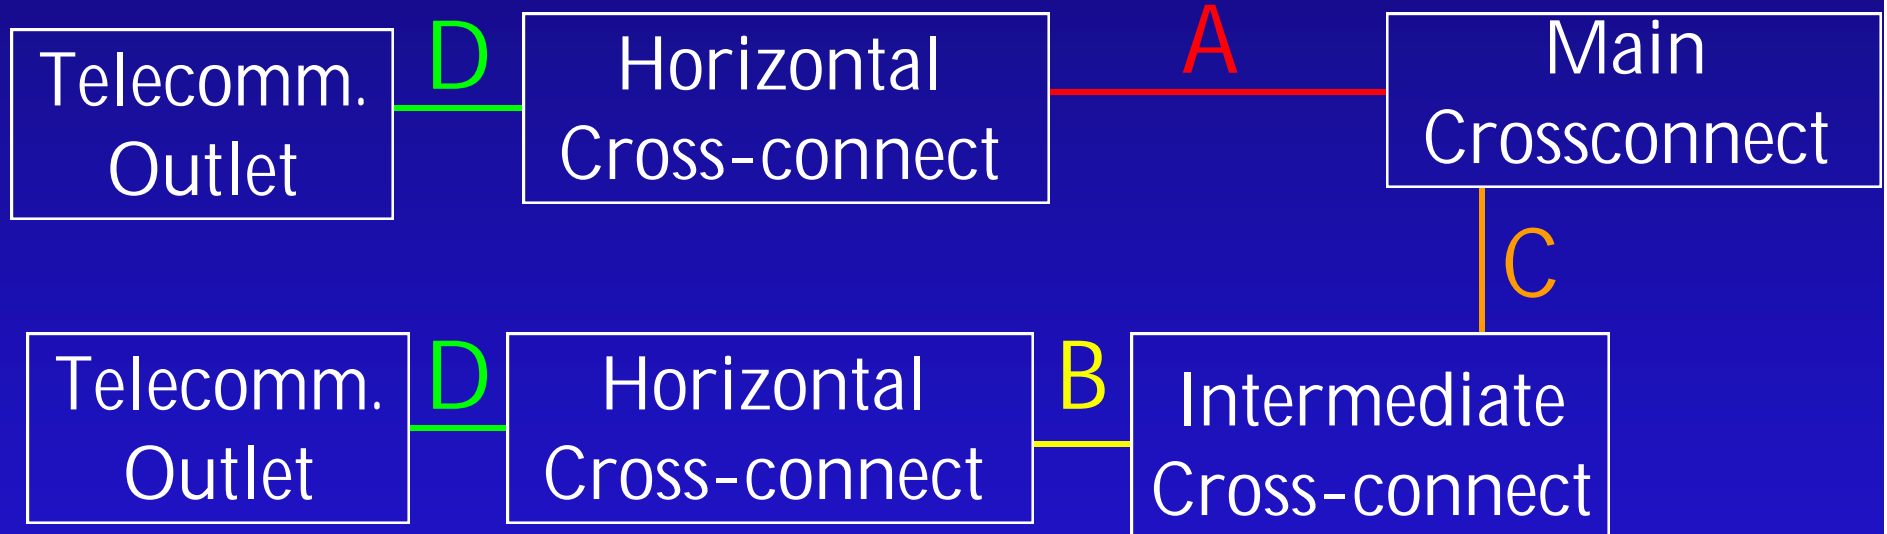 Telecomm.
Outlet
D
Horizontal
Cross-connect
A
Main
Crossconnect
C
Telecomm.
Outlet
D
Horizontal
Cross-connect
B
Intermediate
Cross-connect